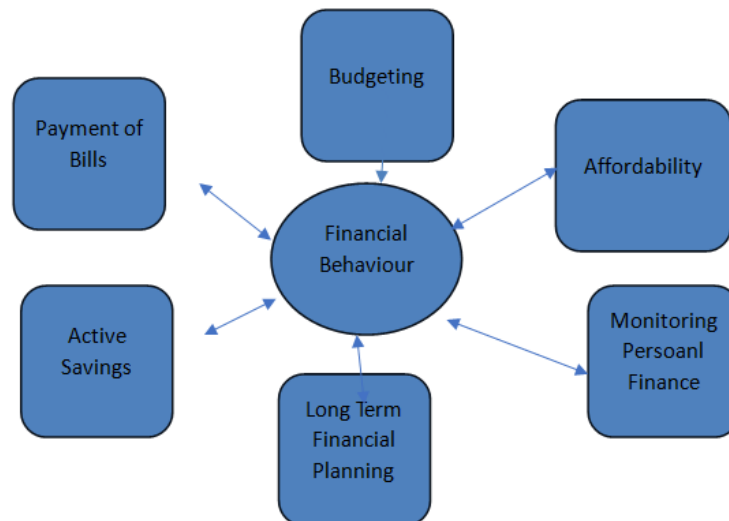 Budgeting
Payment of
Bills
Affordability
Financial
Behaviour
Active
Savings
Monitoring
Persoanl
Finance
Long Term
Financial
Planning